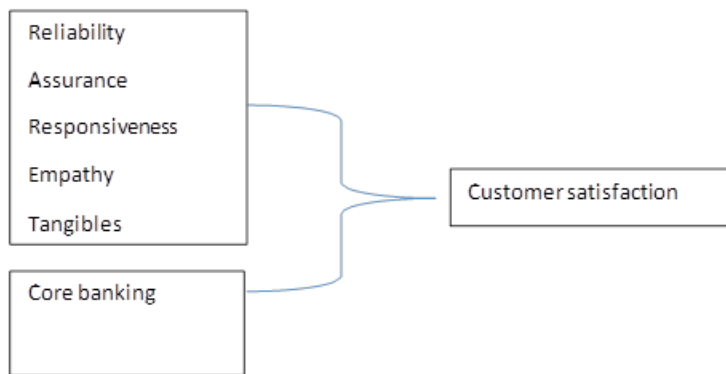 Reliability
Assurance
Responsiveness
Empathy
Tangibles
Core banking
Customer satisfaction